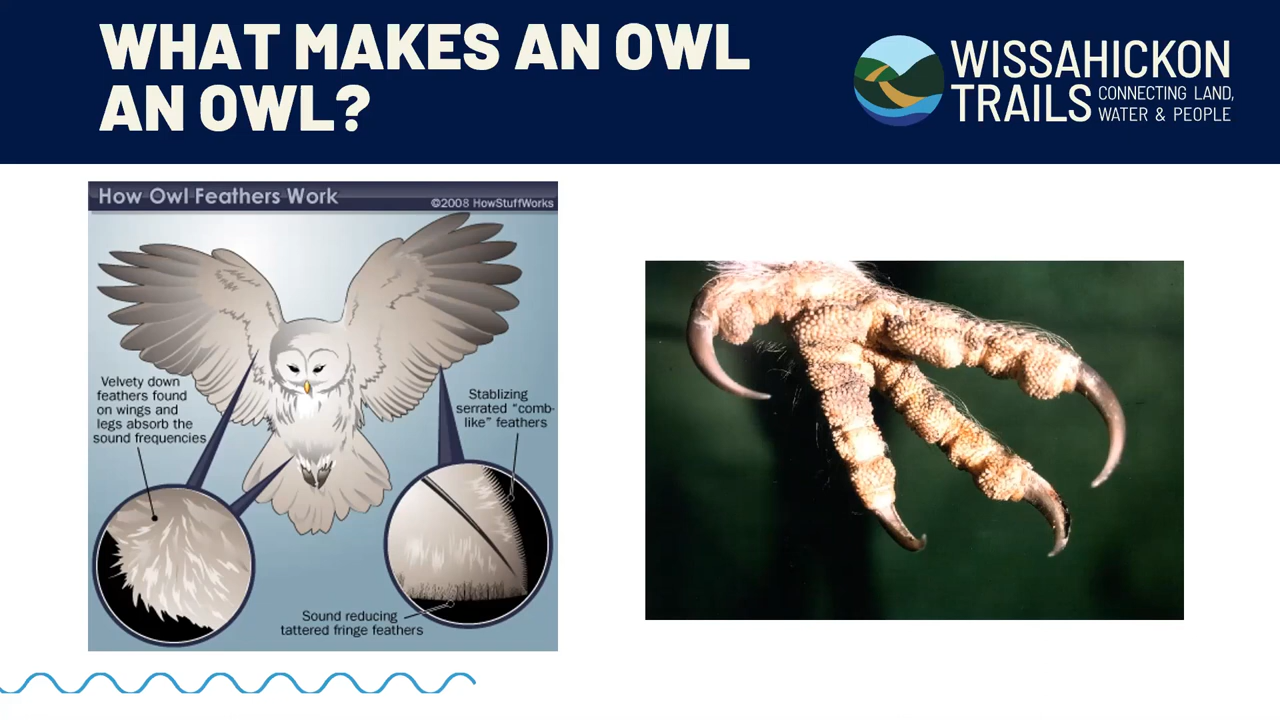 WHAT MAKES AN OWL
AN OWL?
WISSAHICKON
TRAILS
CONNECTING LAND,
WATER & PEOPLE
How Owl Feathers Work
©2008 HowStuffWorks
Velvety down
feathers found
on wings and
legs absorb the
sound frequencies
Stablizing
serrated “comb-
like” feathers
Sound reducing
tattered fringe feathers